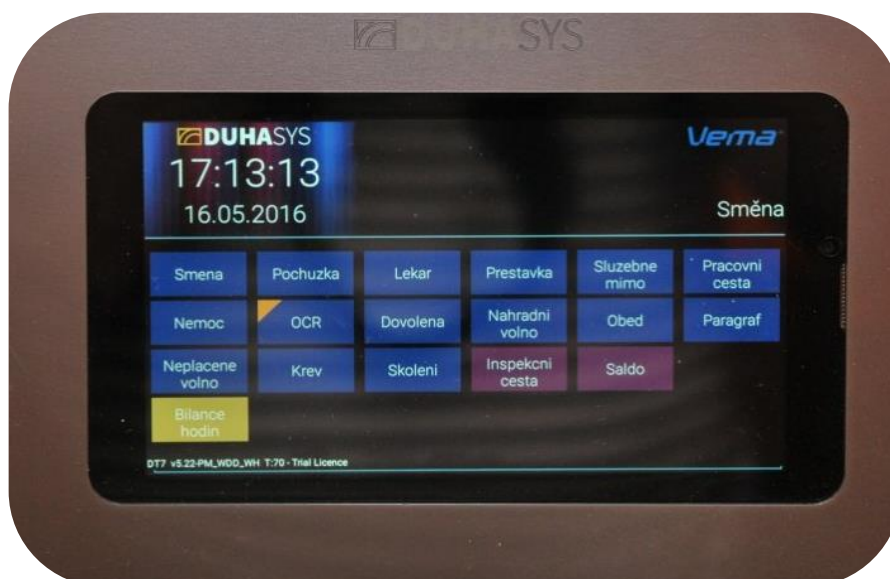 DUHASYS
DUHASYS
Vema
17:13:13
16.05.2016
Směna
Smena
Pochuzka
Lekar
Prestavka
Sluzebne
mimo
Pracovni
cesta
Nemoc
OCR
Dovolena
Nahradni
volno
Obed
Paragraf
Neplacene
volno
Krev
Skoleni
Inspekcni
cesta
Saldo
Bilance
hodin
DT7 v5.22-PM_WDD_WH T:70 - Trial Licence